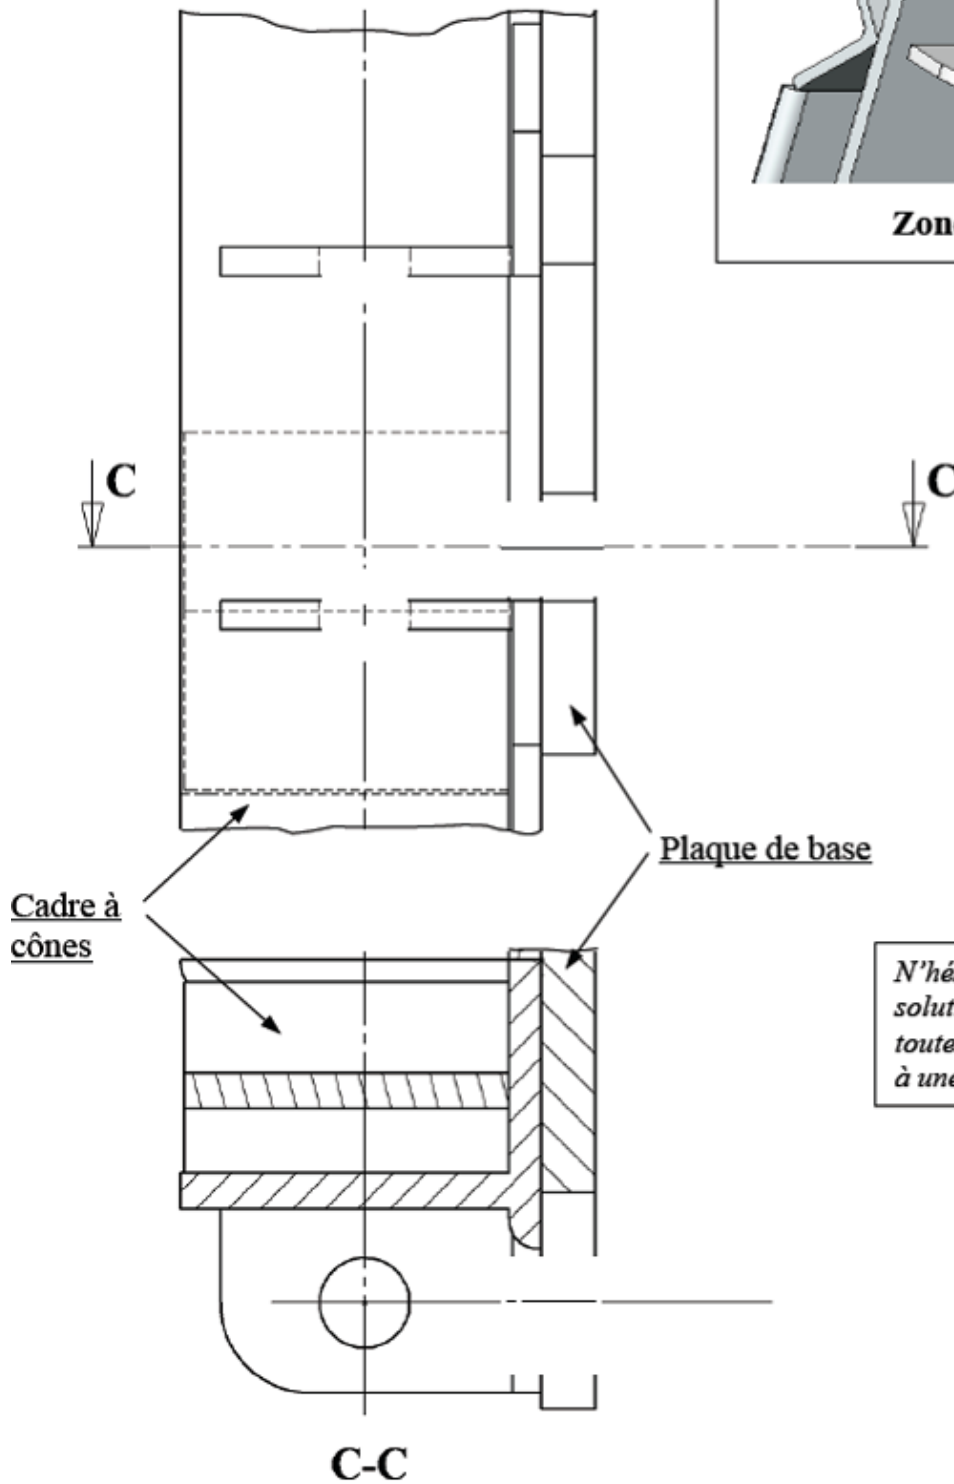 Zon
C
C
Plaque de base
Cadre à
cônes
N'hé
solut
toute
à une
C-C